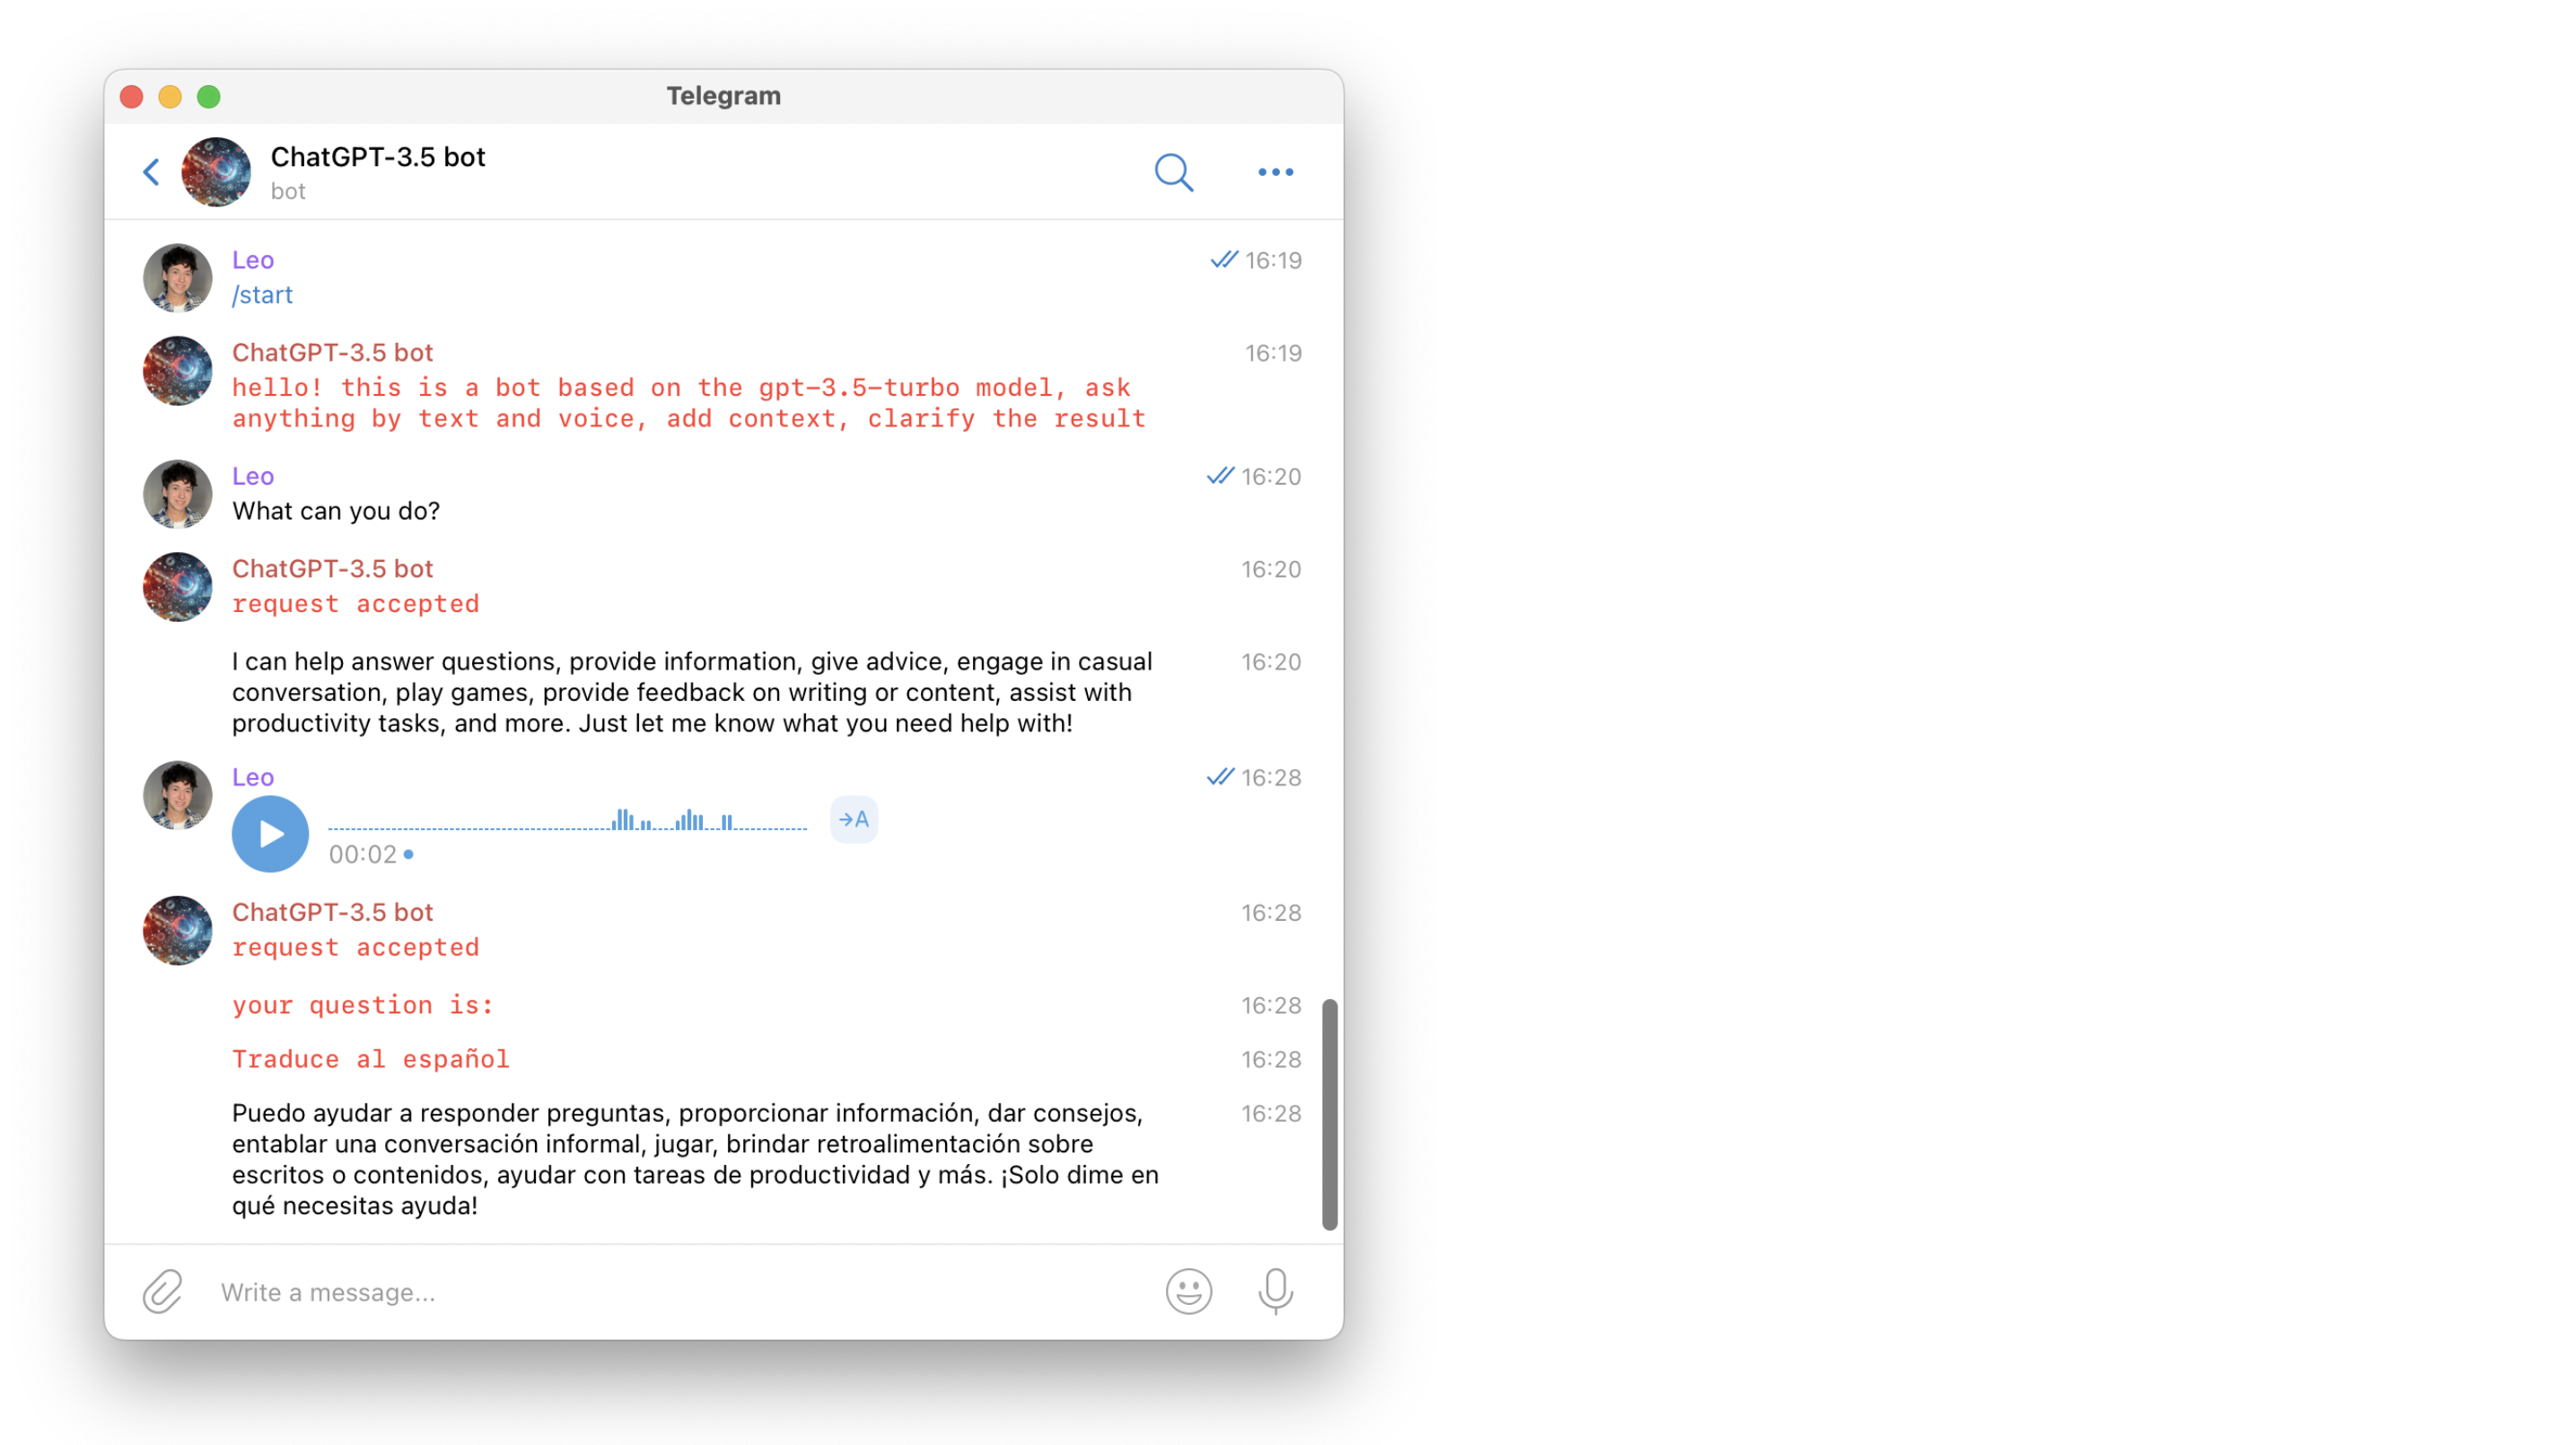 Telegram
ChatGPT-3.5 bot
bot
Leo
16:19
/start
ChatGPT-3.5 bot
16:19
hello! this is a bot based on the gpt-3.5-turbo model, ask
anything by text and voice, add context, clarify the result
Leo
16:20
What can you do?
ChatGPT-3.5 bot
16:20
request accepted
I can help answer questions, provide information, give advice, engage in casual
16:20
conversation, play games, provide feedback on writing or content, assist with
productivity tasks, and more. Just let me know what you need help with!
Leo
16:28
→A
00:02
ChatGPT-3.5 bot
16:28
request accepted
your question is:
16:28
Traduce al español
16:28
Puedo ayudar a responder preguntas, proporcionar información, dar consejos,
16:28
entablar una conversación informal, jugar, brindar retroalimentación sobre
escritos o contenidos, ayudar con tareas de productividad y más. ¡Solo dime en
qué necesitas ayuda!
Write a message...